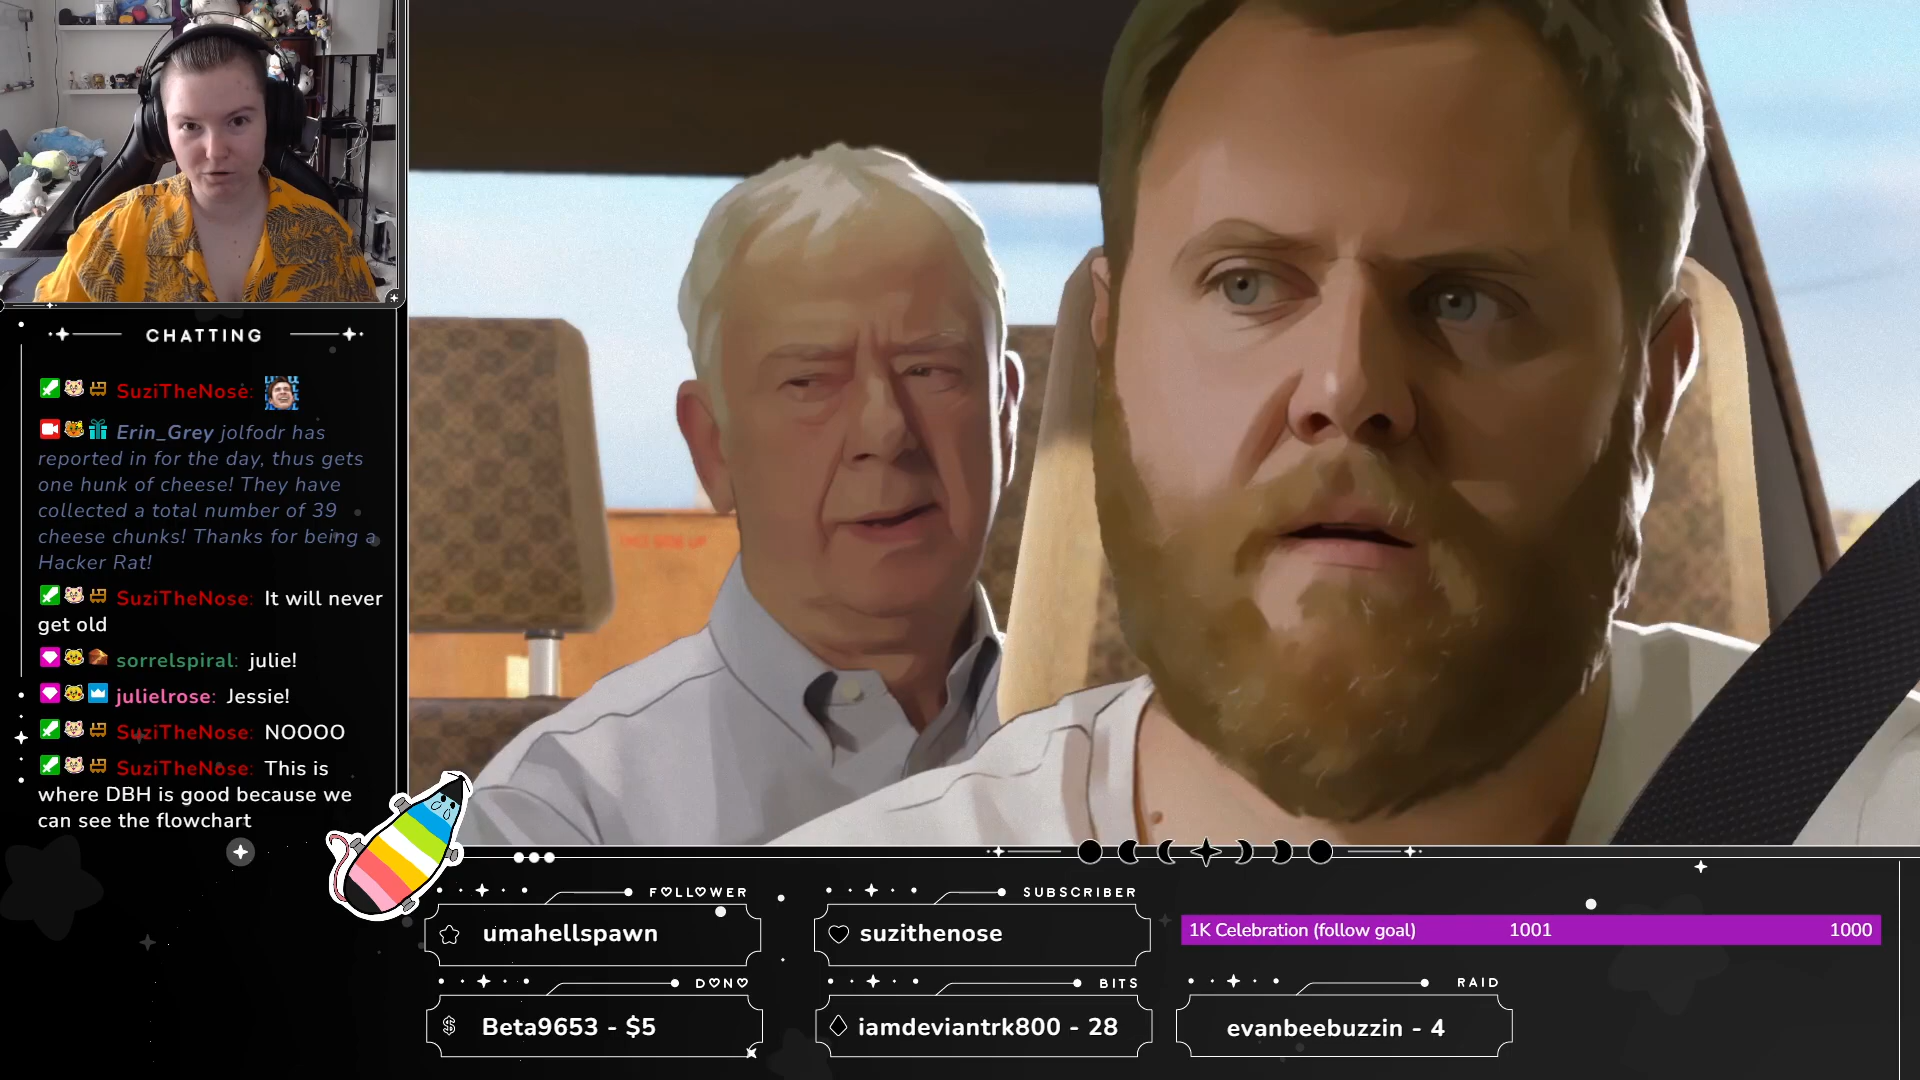 CHATTING
SuziTheNose:
Erin_Grey jolfodr has
reported in for the day, thus gets
one hunk of cheese! They have
collected a total number of 39
cheese chunks! Thanks for being a
Hacker Rat!
SuziTheNose: It will never
get old
sorrelspiral: julie!
julielrose: Jessie!
SuziTheNose: NOOOO
SuziTheNose: This is
where DBH is good because we
can see the flowchart
THIS SIDE UP
FOLLOWER
umahellspawn
SUBSCRIBER
suzithenose
1K Celebration (follow goal) 1001 1000
DONO
Beta9653 - $5
BITS
iamdeviantrk800 - 28
RAID
evanbeebuzzin - 4